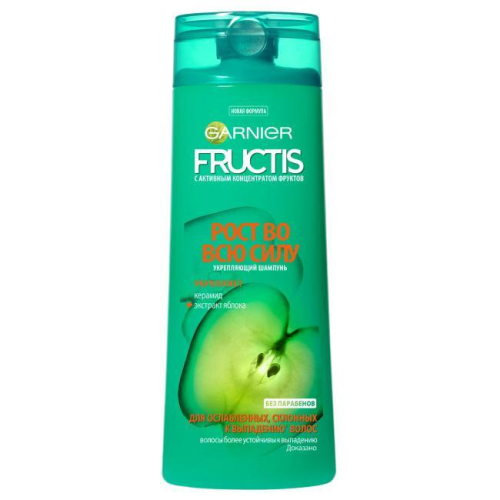 НОВАЯ ФОРМУЛА
GARNIER
FRUCTIS
С АКТИВНЫМ КОНЦЕНТРАТОМ ФРУКТОВ
РОСТ ВО
ВСЮ СИЛУ
УКРЕПЛЯЮЩИЙ ШАМПУНЬ
керамид
экстракт яблока
БЕЗ ПАРАБЕНОВ
ДЛЯ ОСЛАБЛЕННЫХ, СКЛОННЫХ
К ВЫПАДЕНИЮ ВОЛОС
волосы более устойчивы к выпадению
Доказано